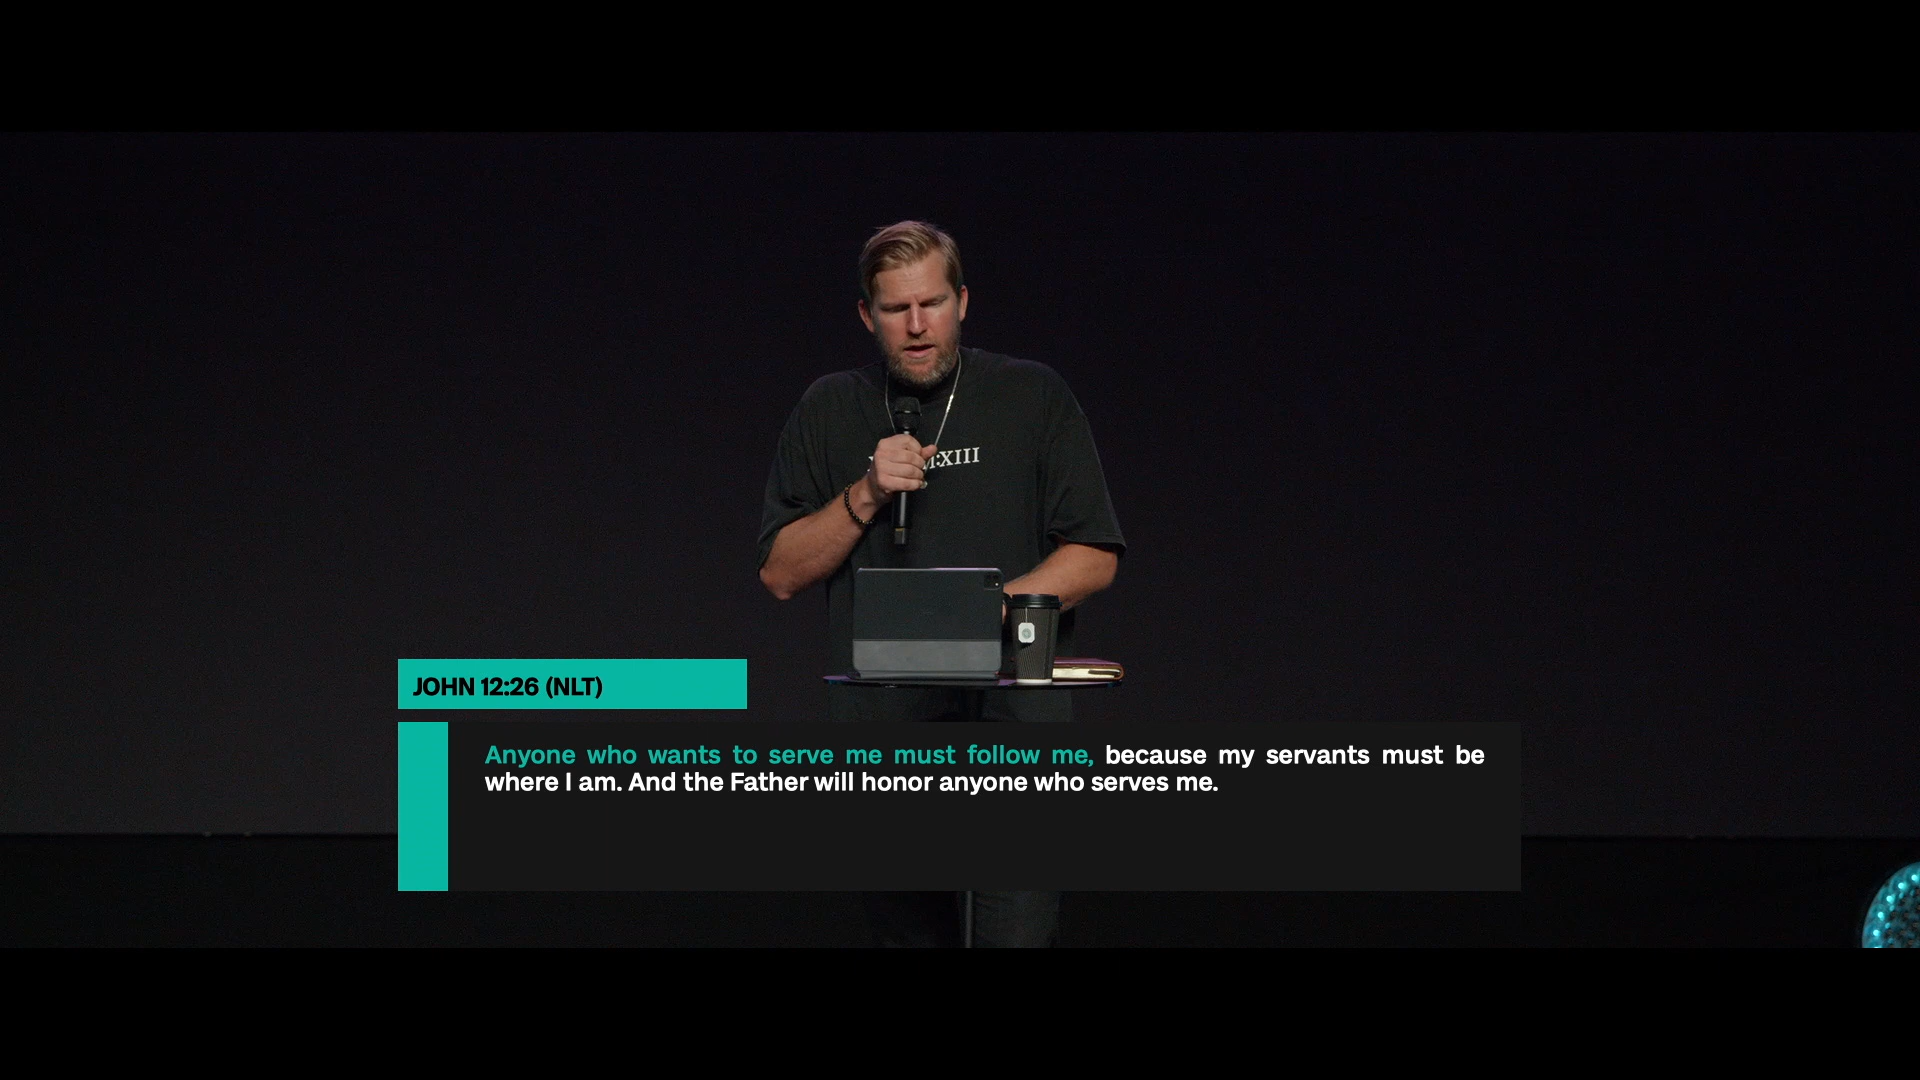 JOHN 12:26 (NLT)
Anyone who wants to serve me must follow me, because my servants must be
where I am. And the Father will honor anyone who serves me.